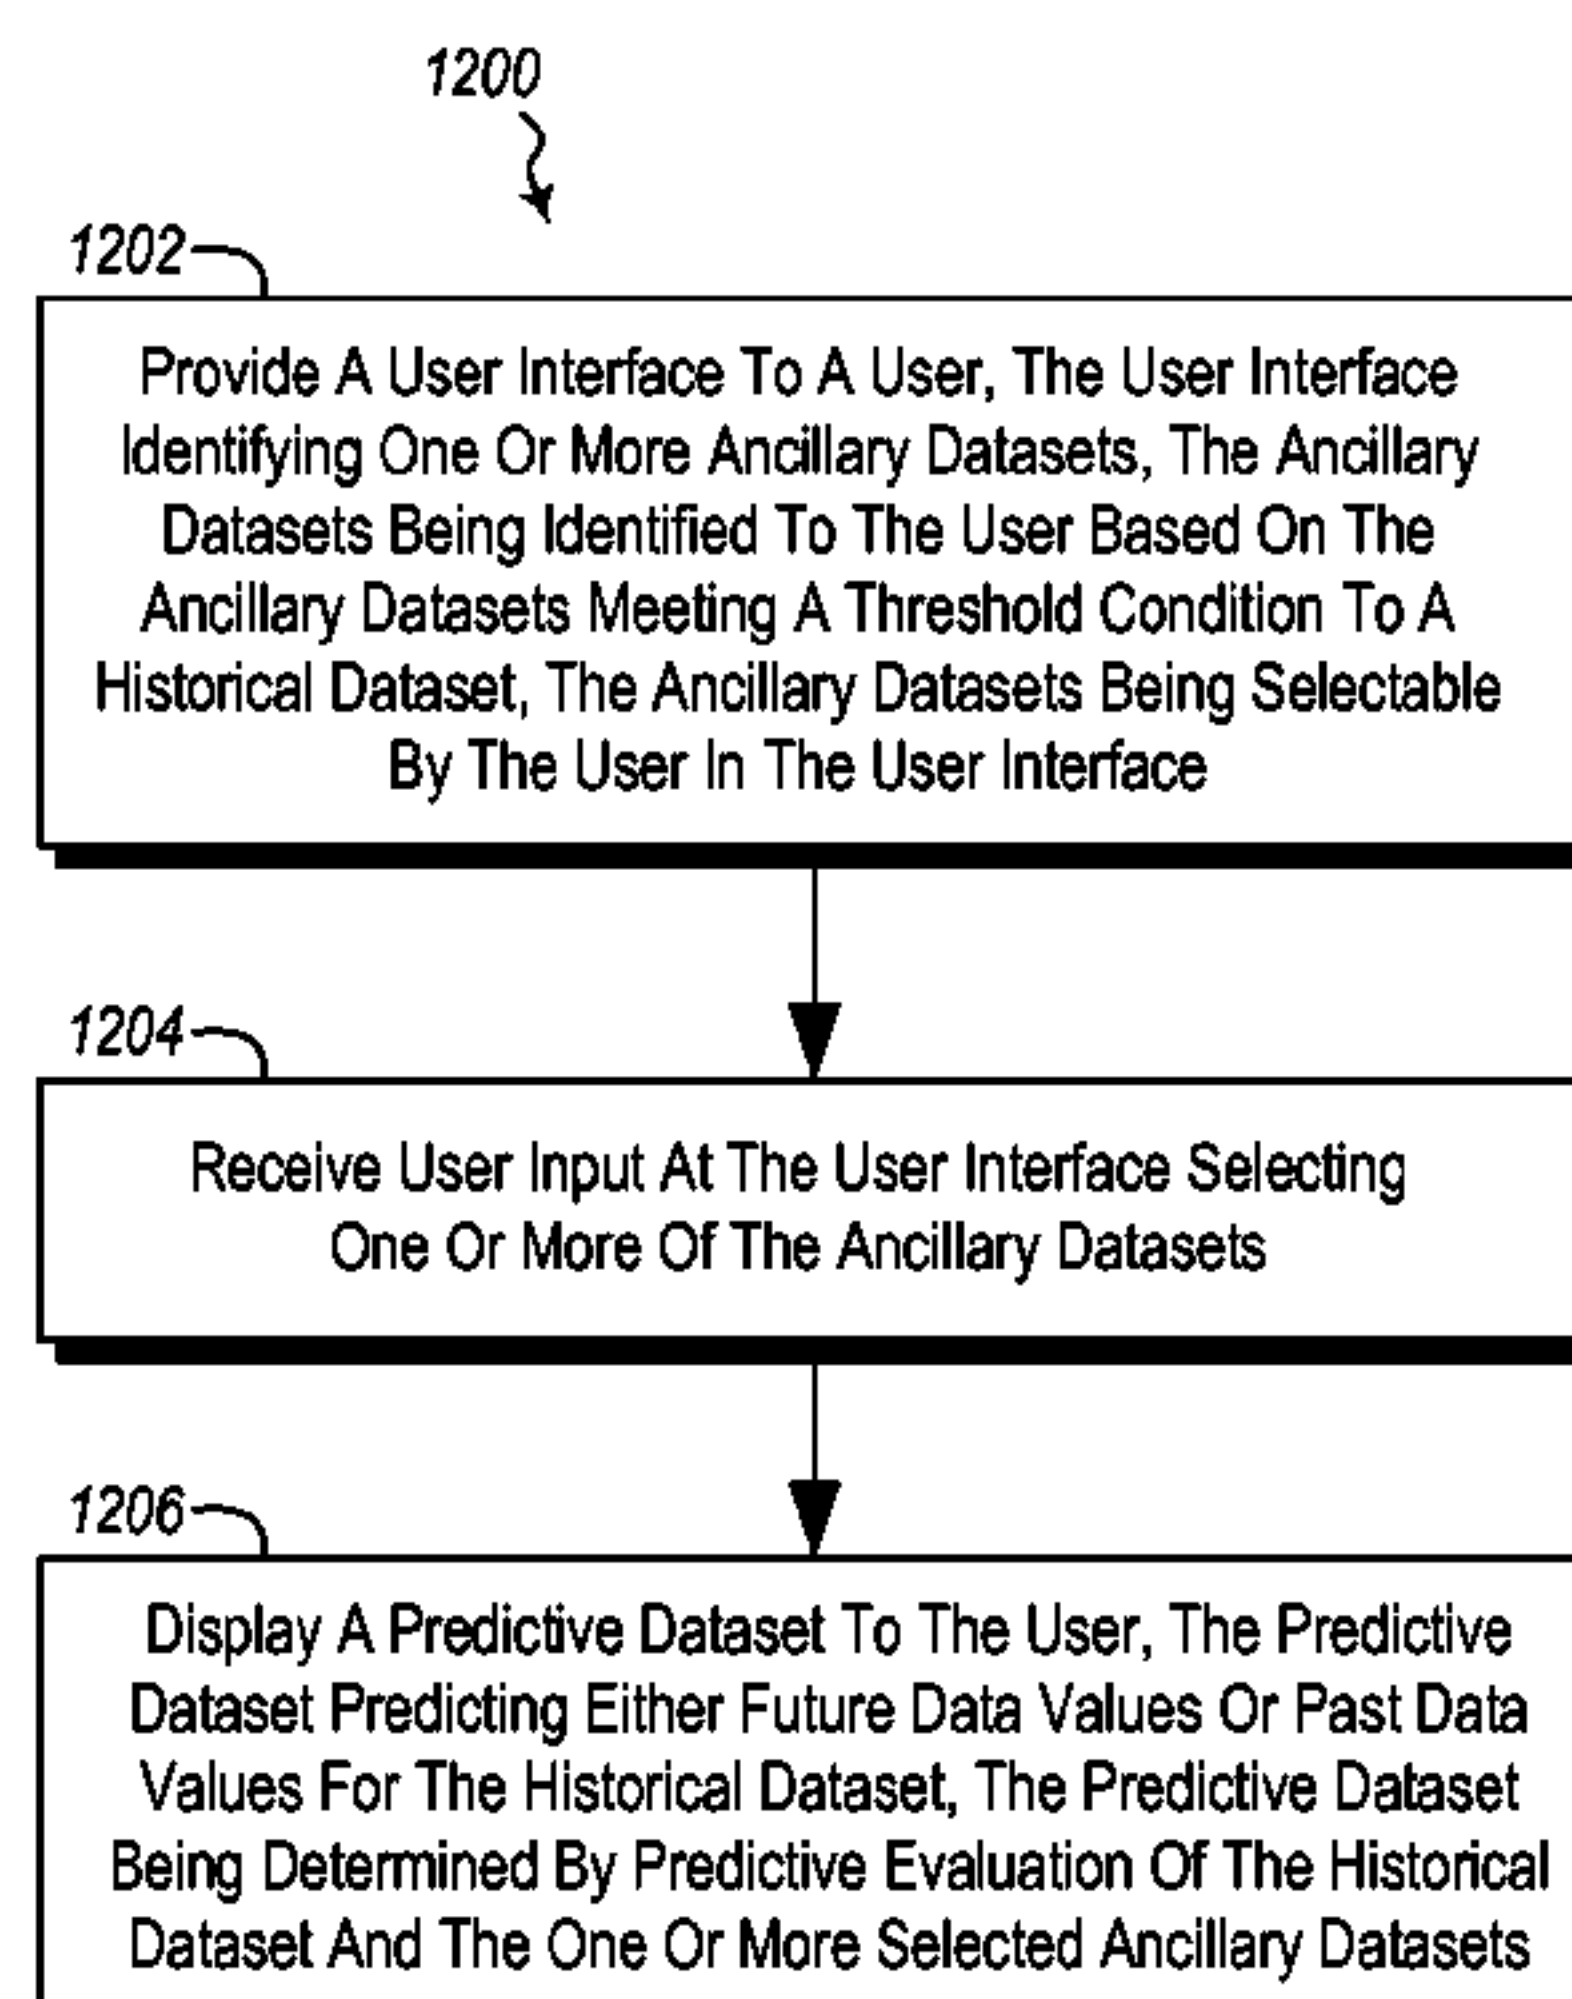 1200
1202
Provide A User Interface To A User, The User Interface
Identifying One Or More Ancillary Datasets, The Ancillary
Datasets Being Identified To The User Based On The
Ancillary Datasets Meeting A Threshold Condition To A
Historical Dataset, The Ancillary Datasets Being Selectable
By The User In The User Interface
1204
Receive User Input At The User Interface Selecting
One Or More Of The Ancillary Datasets
1206
Display A Predictive Dataset To The User, The Predictive
Dataset Predicting Either Future Data Values Or Past Data
Values For The Historical Dataset, The Predictive Dataset
Being Determined By Predictive Evaluation Of The Historical
Dataset And The One Or More Selected Ancillary Datasets